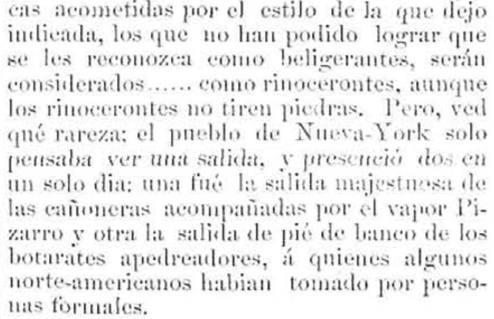 cas acometidas por el estilo de la que dejo
indicada, los que no han podido lograr que
se les reconozca como beligerantes, serán
considerados...... como rinocerontes, aunque
los rinocerontes no tiren piedras. Pero, ved
qué rareza: el pueblo de Nueva-York solo
pensaba ver una salida, y presenció dos en
un solo dia: una fué la salida majestuosa de
las cañoneras acompañadas por el vapor Pi-
zarro y otra la salida de pié de banco de los
botarates apedreadores, á quienes algunos
norte-americanos habian tomado por perso-
nas formales.